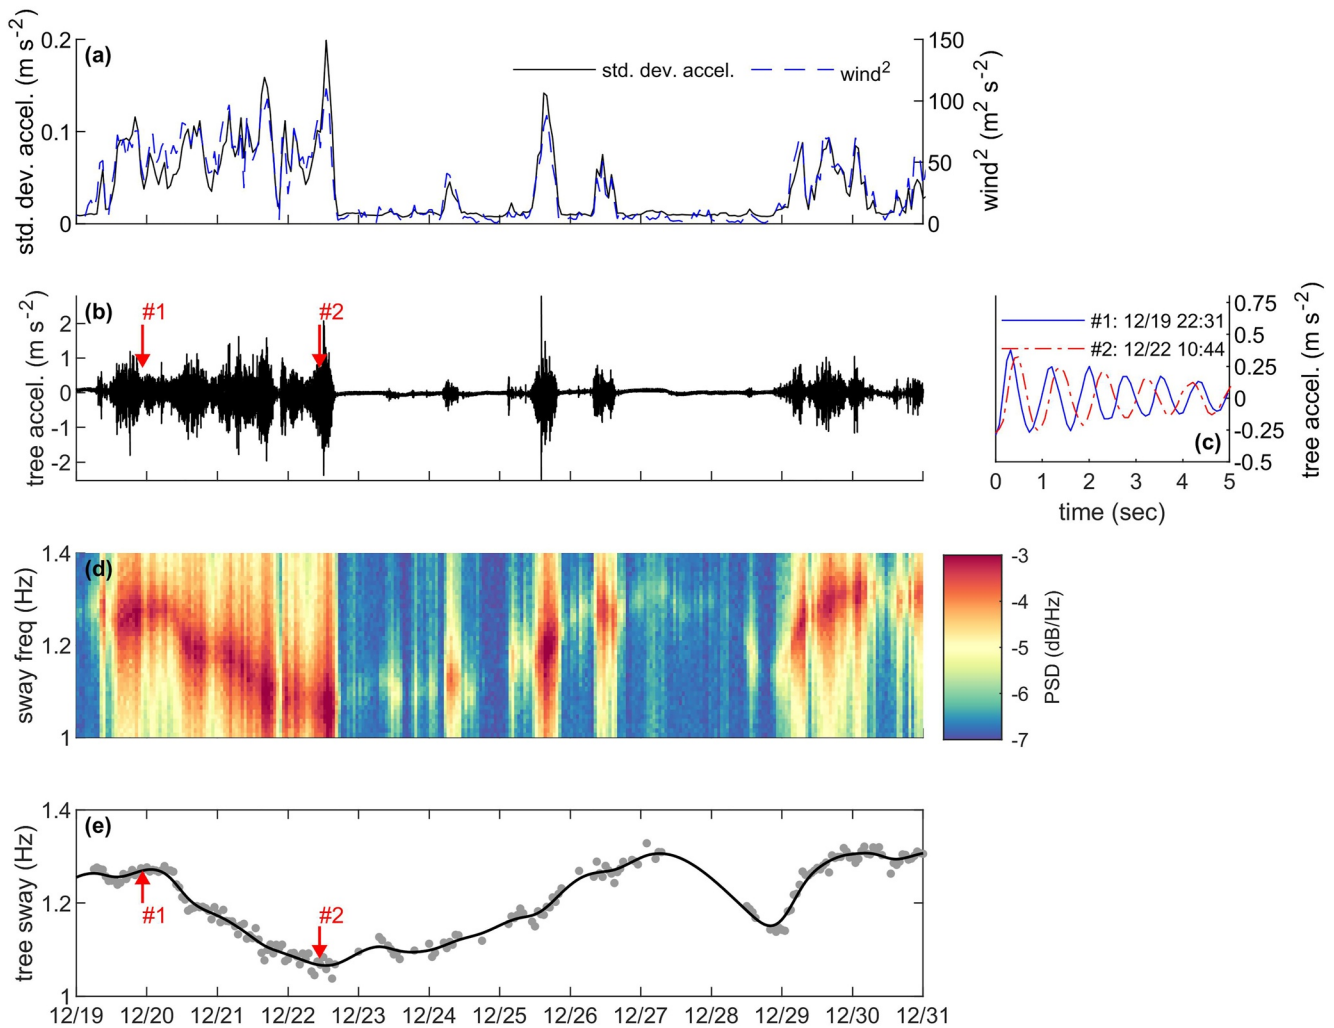 (a)
std. dev. accel. (m s-2)
0.2
0.1
0
std. dev. accel.
wind2
150
100
50
0
wind2 (m2 s-2)
(b)
tree accel. (m s-2)
2
1
0
-1
-2
#1
#2
#1: 12/19 22:31
#2: 12/22 10:44
(c)
0.75
0.5
0.25
0
-0.25
-0.5
tree accel. (m s-2)
0 1 2 3 4 5
time (sec)
(d)
sway freq (Hz)
1.4
1.2
1
-3
-4
-5
-6
-7
PSD (dB/Hz)
(e)
tree sway (Hz)
1.4
1.2
1
#1
#2
12/19 12/20 12/21 12/22 12/23 12/24 12/25 12/26 12/27 12/28 12/29 12/30 12/31